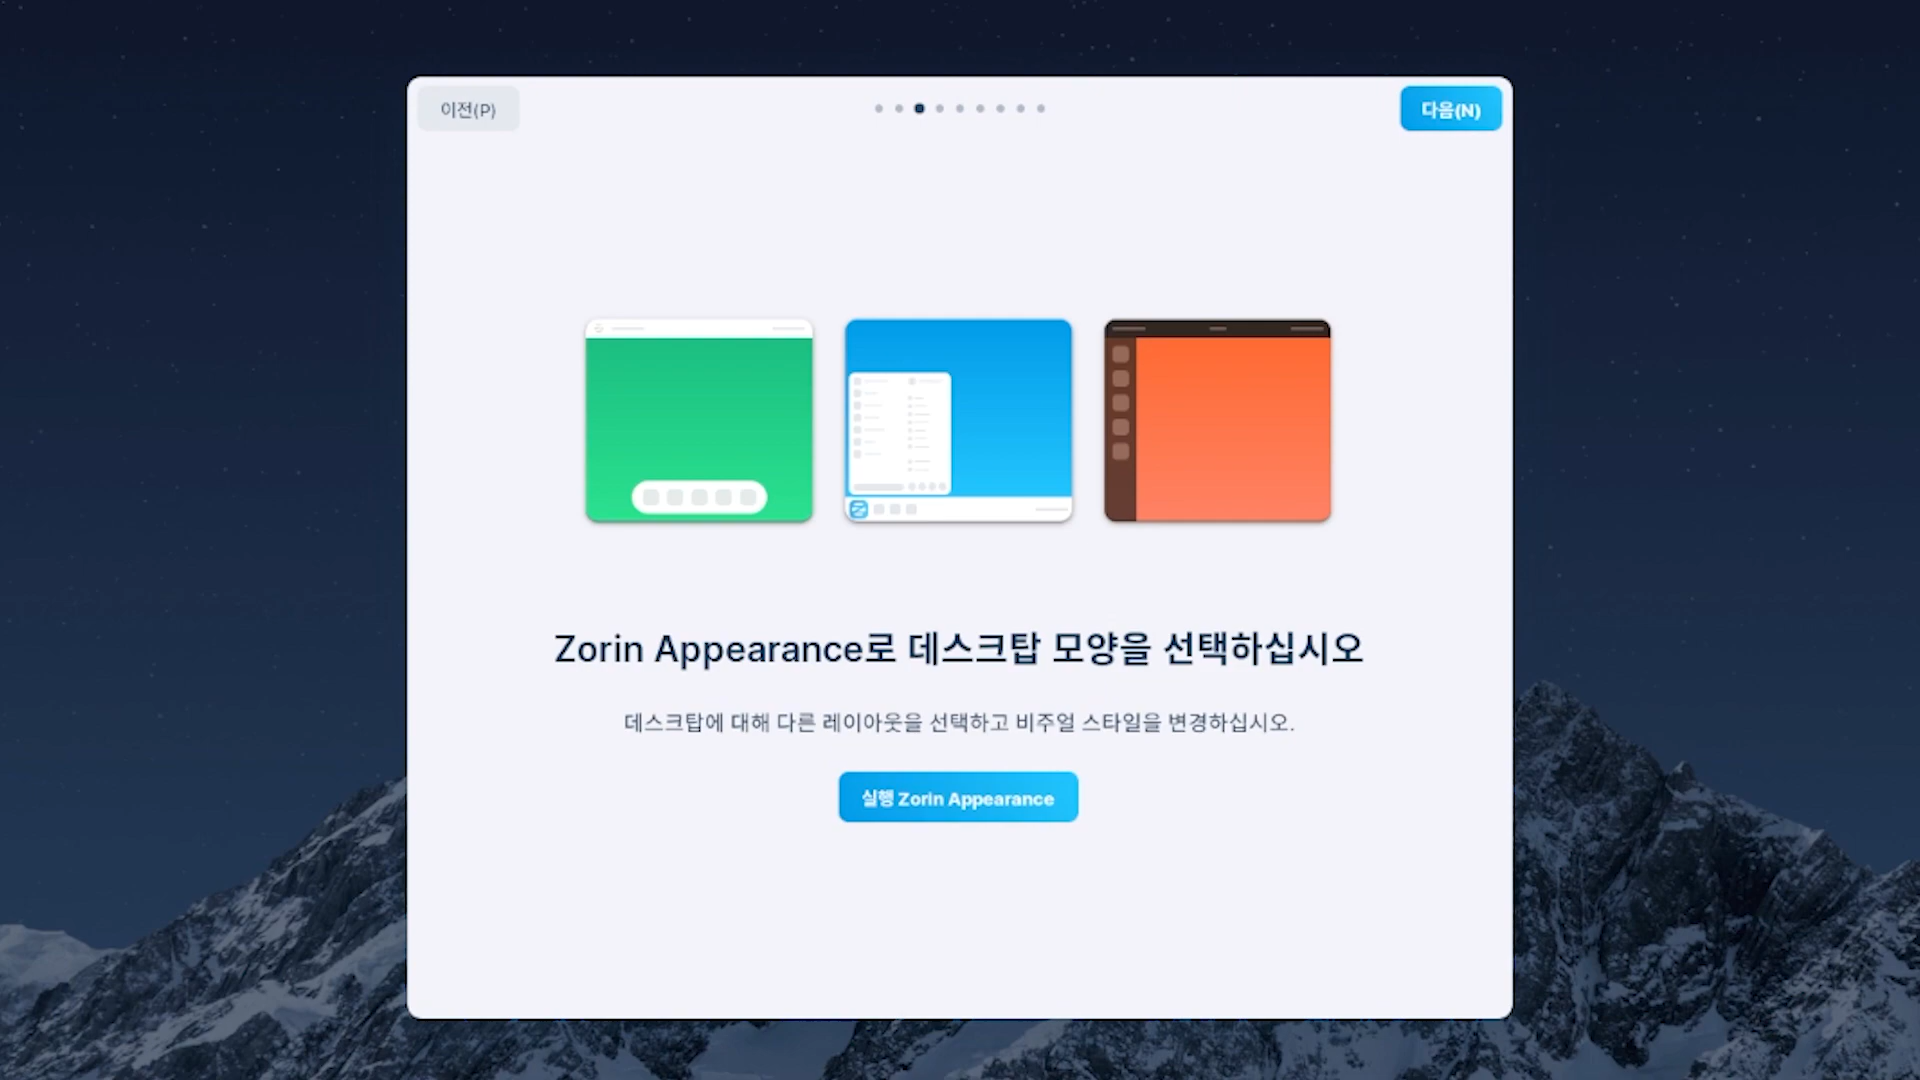 이전(P)
다음(N)
Zorin Appearance로 데스크탑 모양을 선택하십시오
데스크탑에 대해 다른 레이아웃을 선택하고 비주얼 스타일을 변경하십시오.
실행 Zorin Appearance